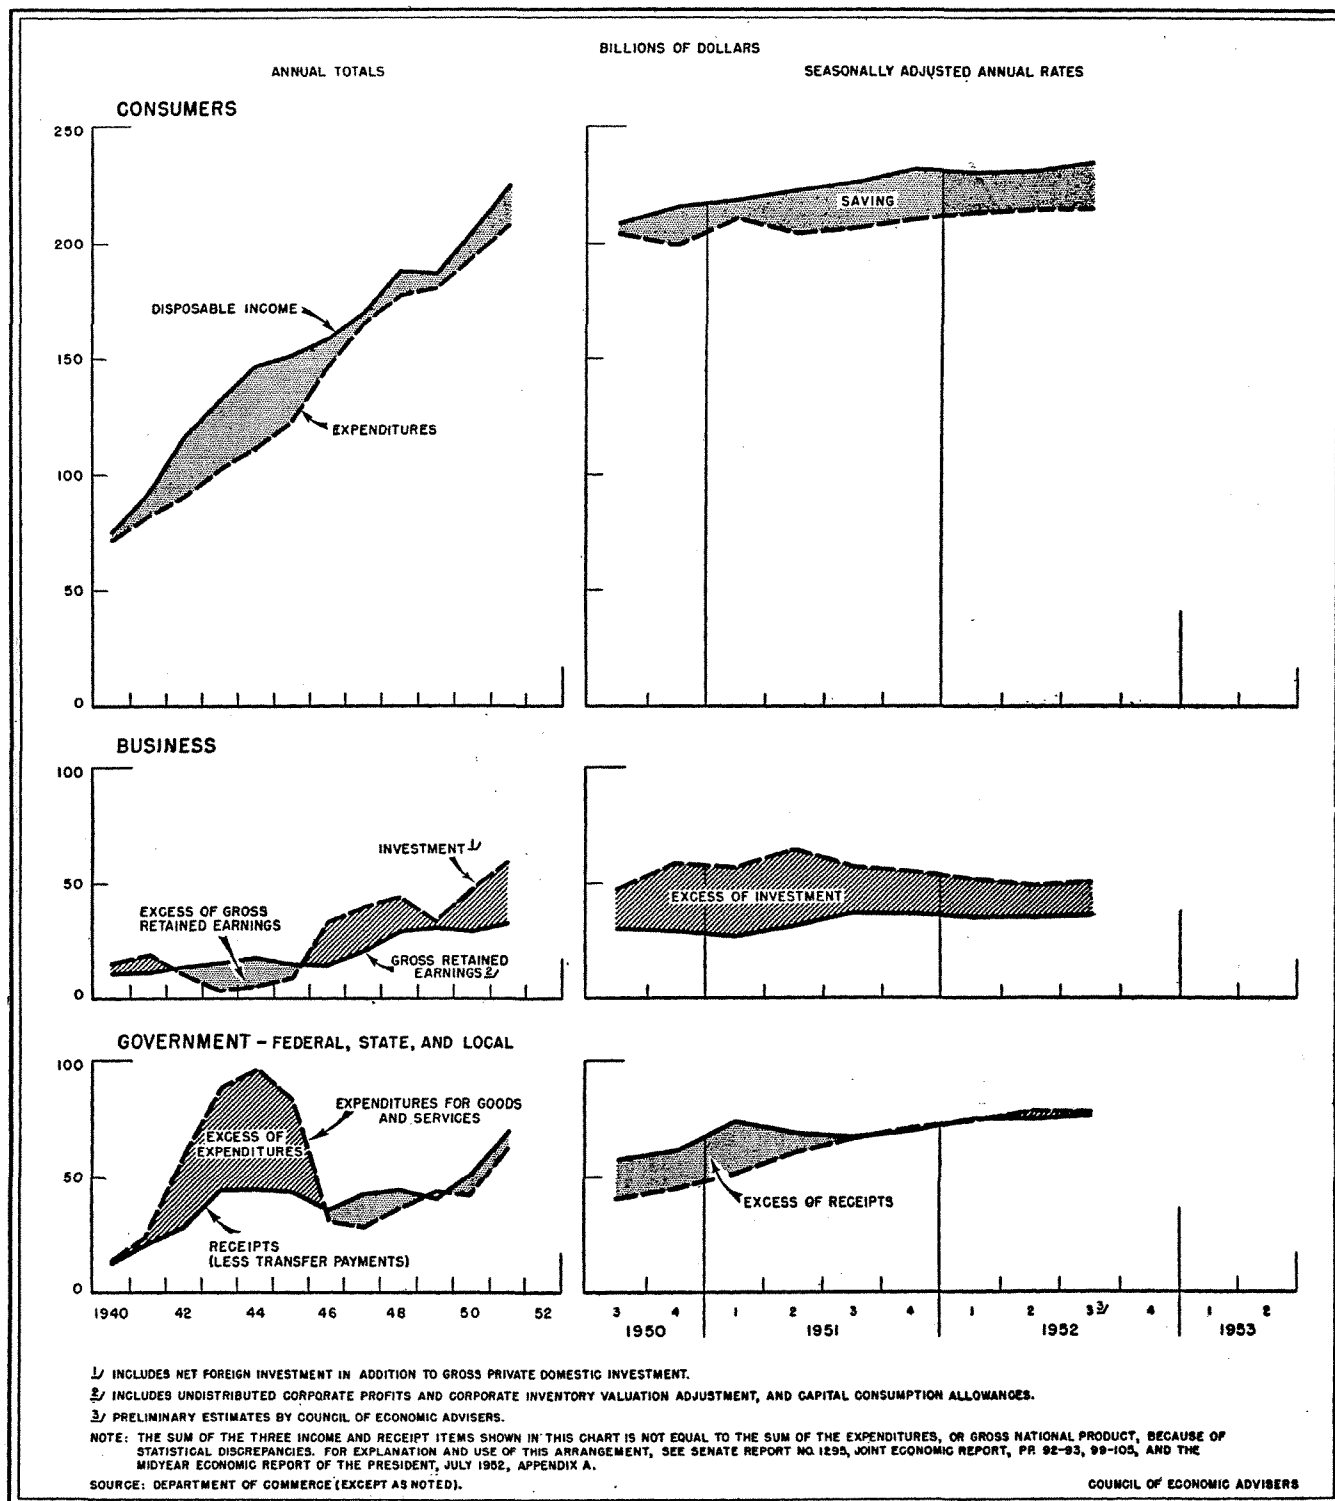 BILLIONS OF DOLLARS
ANNUAL TOTALS
SEASONALLY ADJUSTED ANNUAL RATES
CONSUMERS
250
200
150
100
50
0
DISPOSABLE INCOME
EXPENDITURES
SAVING
BUSINESS
100
50
0
INVESTMENT 1/
EXCESS OF GROSS
RETAINED EARNINGS
GROSS RETAINED
EARNINGS 2/
EXCESS OF INVESTMENT
GOVERNMENT – FEDERAL, STATE, AND LOCAL
100
50
0
EXPENDITURES FOR GOODS
AND SERVICES
EXCESS OF
EXPENDITURES
RECEIPTS
(LESS TRANSFER PAYMENTS)
EXCESS OF RECEIPTS
1940 42 44 46 48 50 52
3 4 1 2 3 4 1 2 3 3/ 4 1 2
1950 1951 1952 1953
1/ INCLUDES NET FOREIGN INVESTMENT IN ADDITION TO GROSS PRIVATE DOMESTIC INVESTMENT.
2/ INCLUDES UNDISTRIBUTED CORPORATE PROFITS AND CORPORATE INVENTORY VALUATION ADJUSTMENT, AND CAPITAL CONSUMPTION ALLOWANCES.
3/ PRELIMINARY ESTIMATES BY COUNCIL OF ECONOMIC ADVISERS.
NOTE: THE SUM OF THE THREE INCOME AND RECEIPT ITEMS SHOWN IN THIS CHART IS NOT EQUAL TO THE SUM OF THE EXPENDITURES, OR GROSS NATIONAL PRODUCT, BECAUSE OF
STATISTICAL DISCREPANCIES. FOR EXPLANATION AND USE OF THIS ARRANGEMENT, SEE SENATE REPORT NO. 1295, JOINT ECONOMIC REPORT, PP. 92-93, 99-105, AND THE
MIDYEAR ECONOMIC REPORT OF THE PRESIDENT, JULY 1952, APPENDIX A.
SOURCE: DEPARTMENT OF COMMERCE (EXCEPT AS NOTED).
COUNCIL OF ECONOMIC ADVISERS